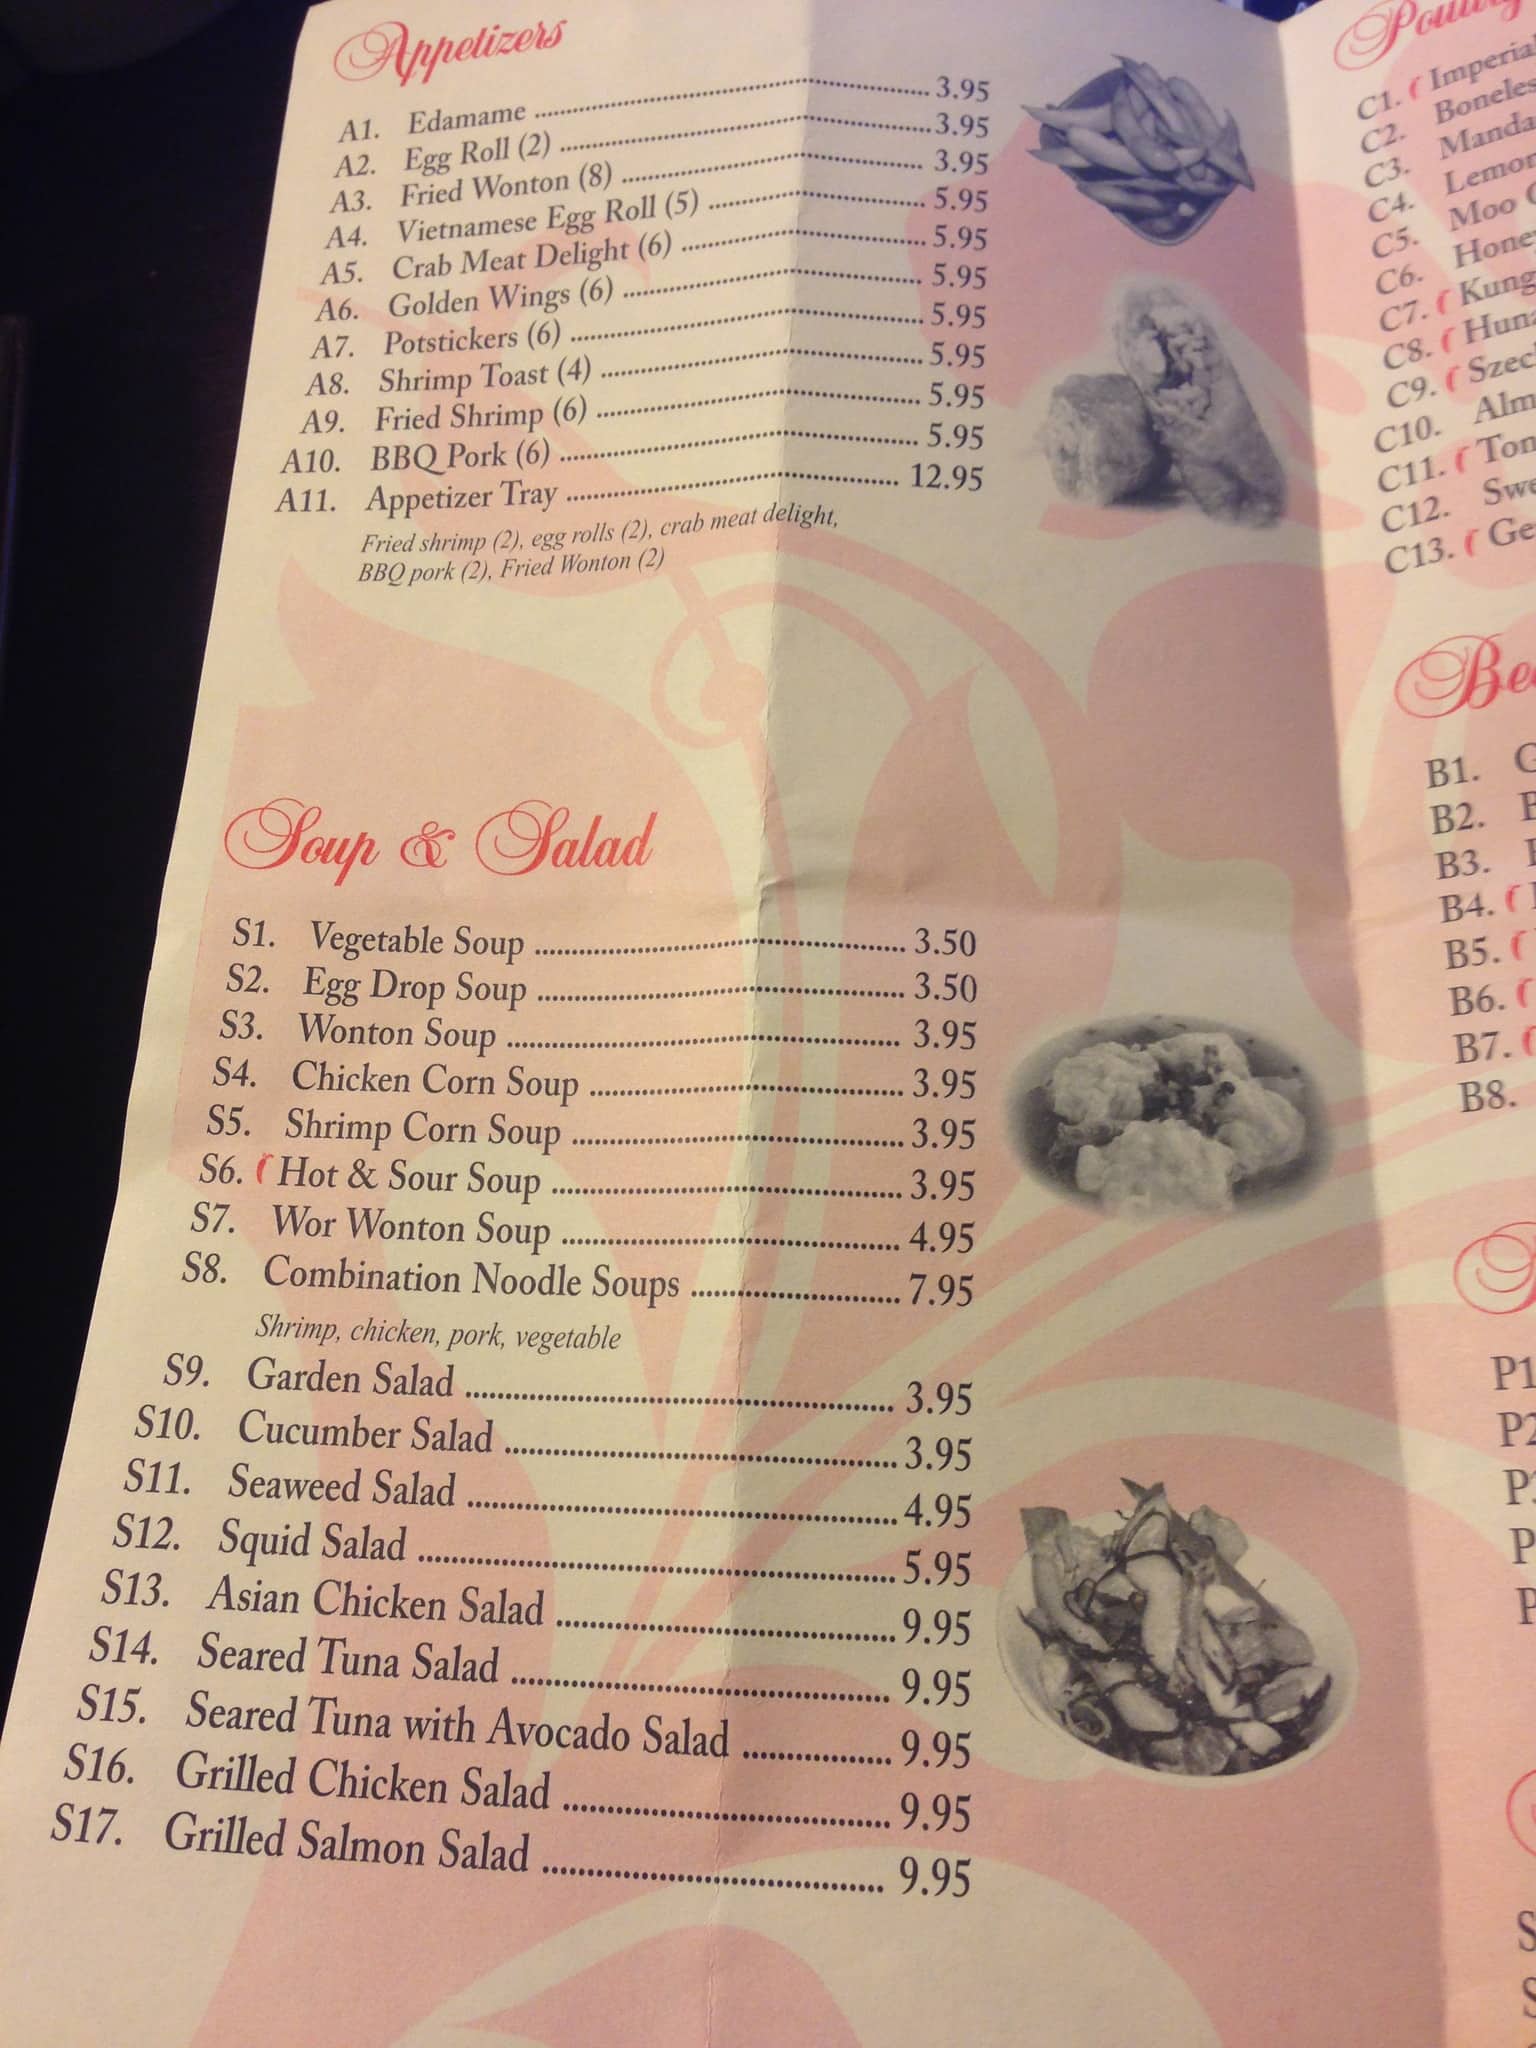 Appetizers
A1. Edamame 3.95
A2. Egg Roll (2) 3.95
A3. Fried Wonton (8) 3.95
A4. Vietnamese Egg Roll (5) 5.95
A5. Crab Meat Delight (6) 5.95
A6. Golden Wings (6) 5.95
A7. Potstickers (6) 5.95
A8. Shrimp Toast (4) 5.95
A9. Fried Shrimp (6) 5.95
A10. BBQ Pork (6) 5.95
A11. Appetizer Tray 12.95
Fried shrimp (2), egg rolls (2), crab meat delight,
BBQ pork (2), Fried Wonton (2)
Soup & Salad
S1. Vegetable Soup 3.50
S2. Egg Drop Soup 3.50
S3. Wonton Soup 3.95
S4. Chicken Corn Soup 3.95
S5. Shrimp Corn Soup 3.95
S6. Hot & Sour Soup 3.95
S7. Wor Wonton Soup 4.95
S8. Combination Noodle Soups 7.95
Shrimp, chicken, pork, vegetable
S9. Garden Salad 3.95
S10. Cucumber Salad 3.95
S11. Seaweed Salad 4.95
S12. Squid Salad 5.95
S13. Asian Chicken Salad 9.95
S14. Seared Tuna Salad 9.95
S15. Seared Tuna with Avocado Salad 9.95
S16. Grilled Chicken Salad 9.95
S17. Grilled Salmon Salad 9.95
C1. Imperial
C2.
C3.
C4. Lemon
C5. Moo
C6.
C7. Kung
C8.
C9.
C10.
C11.
C12.
C13.
B1.
B2.
B3.
B4.
B5.
B6.
B7.
B8.